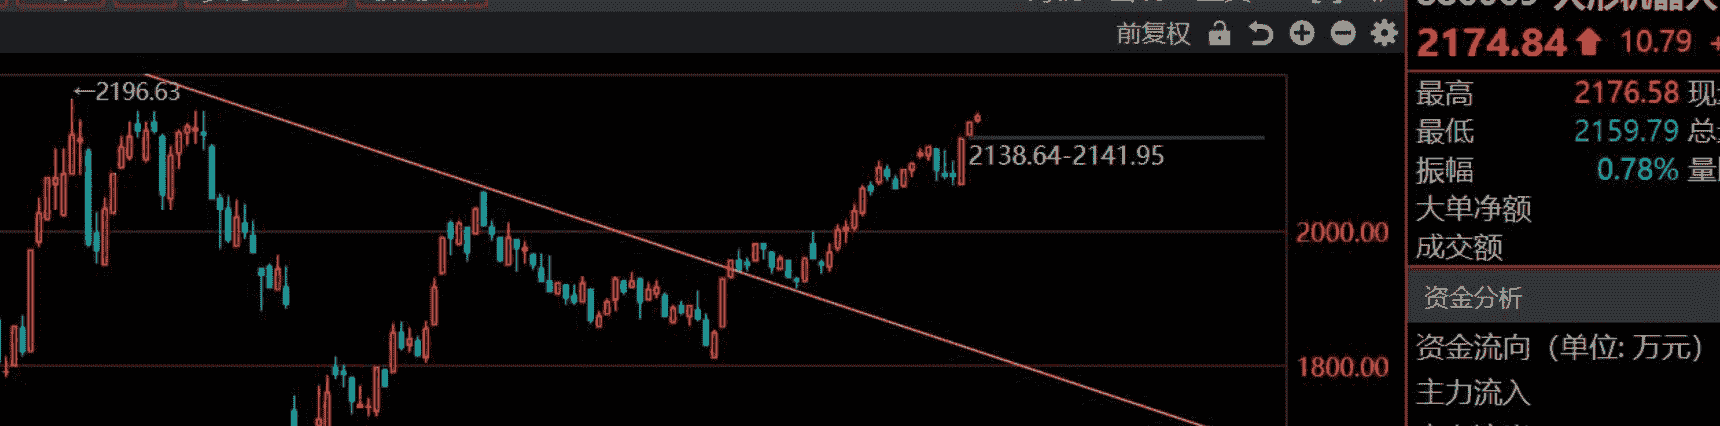 前复权
←2196.63
2138.64-2141.95
2000.00
1800.00
2174.84 10.79
最高 2176.58
最低 2159.79
振幅 0.78%
大单净额
成交额
资金分析
资金流向（单位: 万元）
主力流入